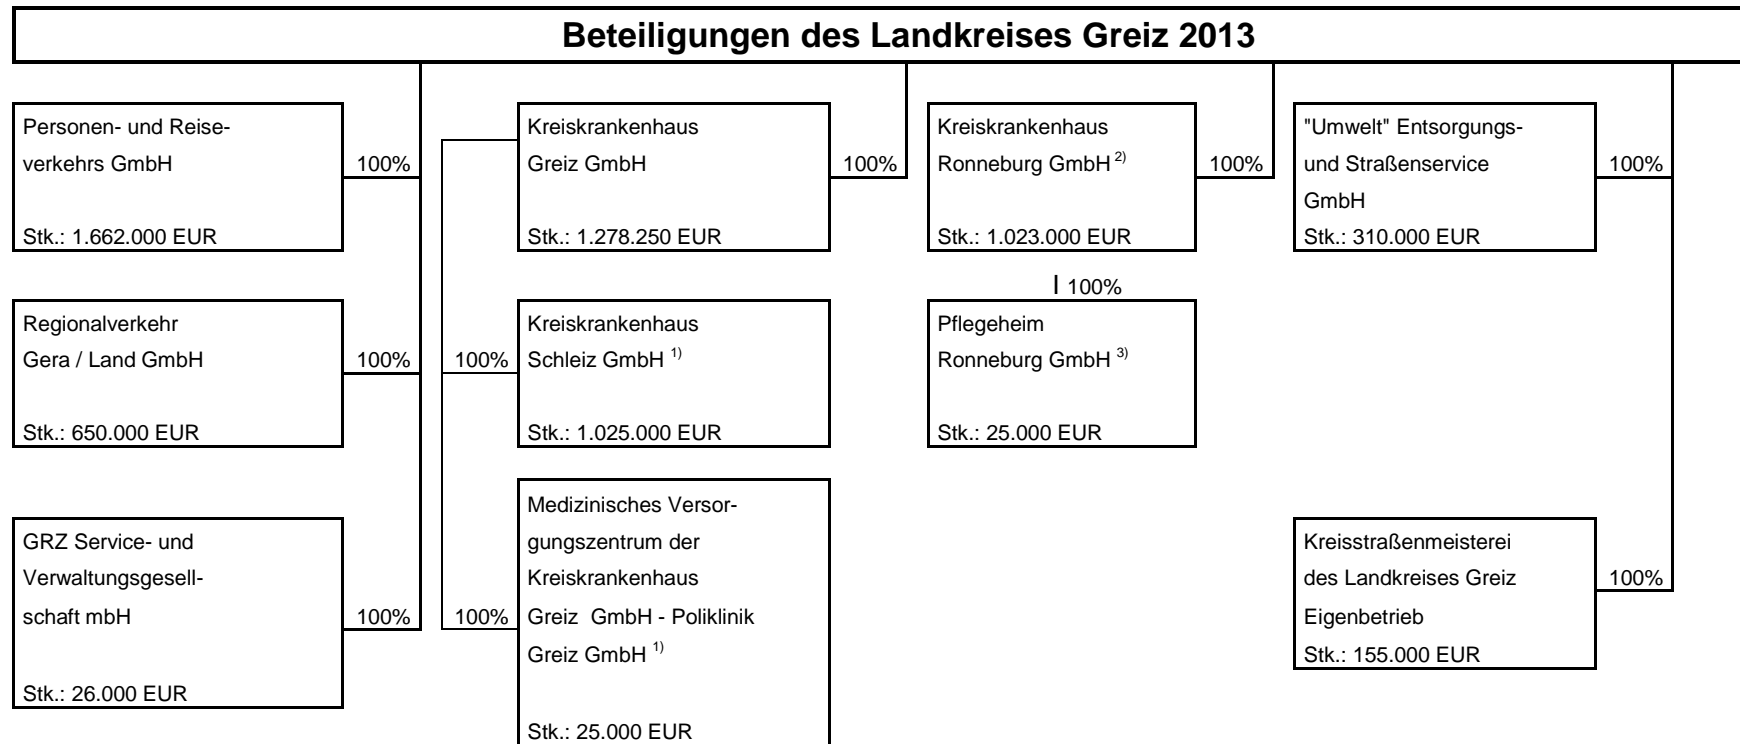 Beteiligungen des Landkreises Greiz 2013
Personen- und Reise-
verkehrs GmbH
Stk.: 1.662.000 EUR
100%
Regionalverkehr
Gera / Land GmbH
Stk.: 650.000 EUR
100%
GRZ Service- und
Verwaltungsgesell-
schaft mbH
Stk.: 26.000 EUR
100%
Kreiskrankenhaus
Greiz GmbH
Stk.: 1.278.250 EUR
100%
100%
Kreiskrankenhaus
Schleiz GmbH 1)
Stk.: 1.025.000 EUR
100%
Medizinisches Versor-
gungszentrum der
Kreiskrankenhaus
Greiz GmbH - Poliklinik
Greiz GmbH 1)
Stk.: 25.000 EUR
Kreiskrankenhaus
Ronneburg GmbH 2)
Stk.: 1.023.000 EUR
100%
100%
Pflegeheim
Ronneburg GmbH 3)
Stk.: 25.000 EUR
"Umwelt" Entsorgungs-
und Straßenservice
GmbH
Stk.: 310.000 EUR
100%
Kreisstraßenmeisterei
des Landkreises Greiz
Eigenbetrieb
Stk.: 155.000 EUR
100%